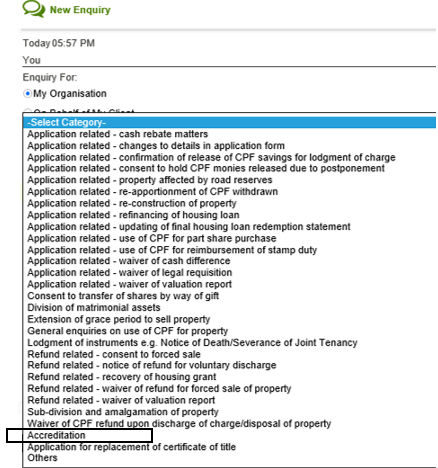 New Enquiry
Today 05:57 PM
You
Enquiry For:
My Organisation
On Behalf of My Client
-Select Category-
Application related - cash rebate matters
Application related - changes to details in application form
Application related - confirmation of release of CPF savings for lodgment of charge
Application related - consent to hold CPF monies released due to postponement
Application related - property affected by road reserves
Application related - re-apportionment of CPF withdrawn
Application related - re-construction of property
Application related - refinancing of housing loan
Application related - updating of final housing loan redemption statement
Application related - use of CPF for part share purchase
Application related - use of CPF for reimbursement of stamp duty
Application related - waiver of cash difference
Application related - waiver of legal requisition
Application related - waiver of valuation report
Consent to transfer of shares by way of gift
Division of matrimonial assets
Extension of grace period to sell property
General enquiries on use of CPF for property
Lodgment of instruments e.g. Notice of Death/Severance of Joint Tenancy
Refund related - consent to forced sale
Refund related - notice of refund for voluntary discharge
Refund related - recovery of housing grant
Refund related - waiver of refund for forced sale of property
Refund related - waiver of valuation report
Sub-division and amalgamation of property
Waiver of CPF refund upon discharge of charge/disposal of property
Accreditation
Application for replacement of certificate of title
Others